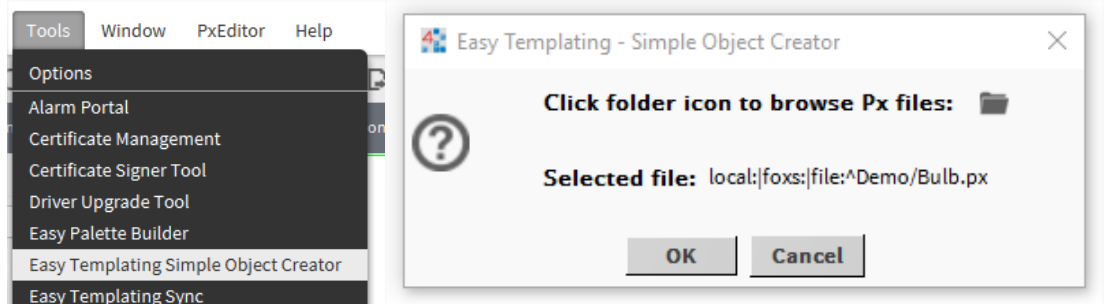 Tools Window PxEditor Help
Options
Alarm Portal
Certificate Management
Certificate Signer Tool
Driver Upgrade Tool
Easy Palette Builder
Easy Templating Simple Object Creator
Easy Templating Sync
4 Easy Templating - Simple Object Creator
Click folder icon to browse Px files:
Selected file: local:|foxs:|file:^Demo/Bulb.px
OK Cancel